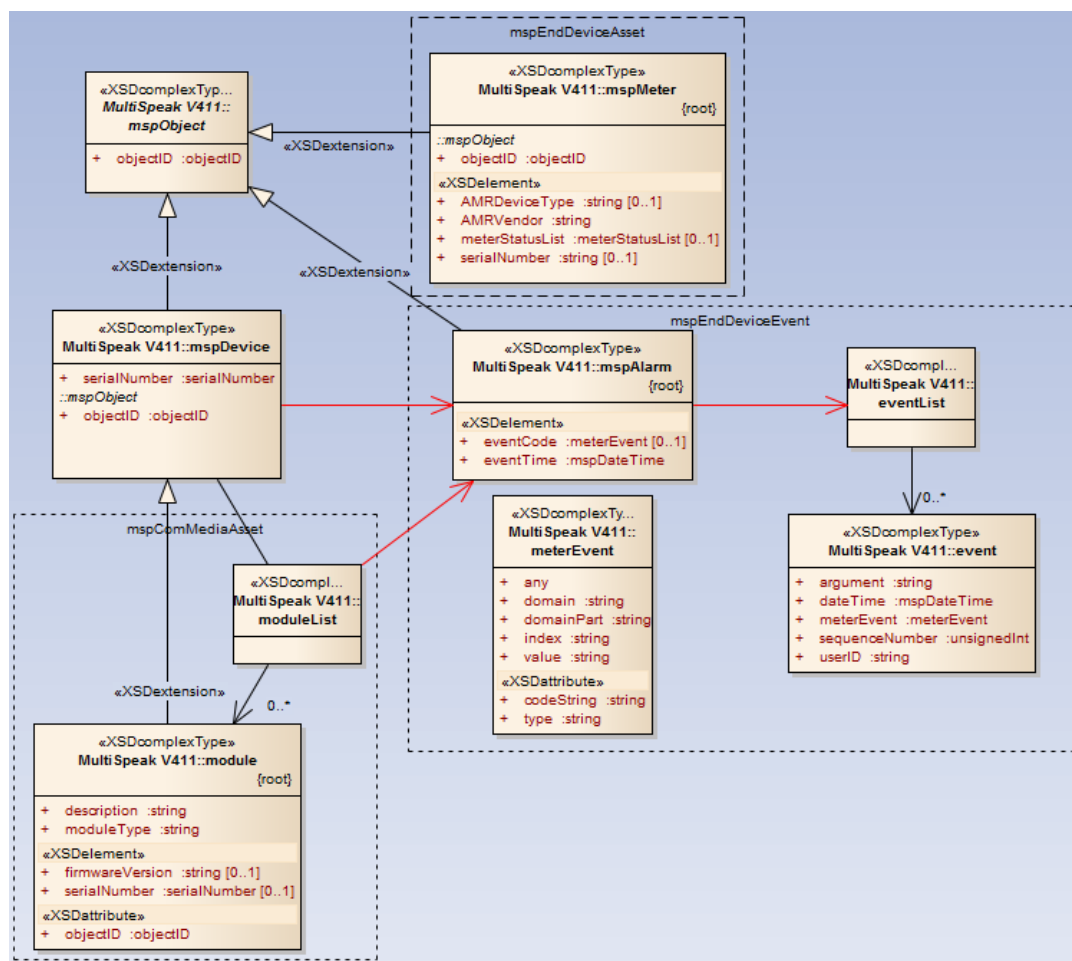 mspEndDeviceAsset
«XSDcomplexType»
MultiSpeak V411::mspMeter
{root}
::mspObject
+ objectID :objectID
«XSDelement»
+ AMRDeviceType :string [0..1]
+ AMRVendor :string
+ meterStatusList :meterStatusList [0..1]
+ serialNumber :string [0..1]
«XSDcomplexTyp...
MultiSpeak V411::
mspObject
+ objectID :objectID
«XSDextension»
«XSDextension»
«XSDextension»
mspEndDeviceEvent
«XSDcomplexType»
MultiSpeak V411::mspDevice
+ serialNumber :serialNumber
::mspObject
+ objectID :objectID
«XSDcomplexType»
MultiSpeak V411::mspAlarm
{root}
«XSDelement»
+ eventCode :meterEvent [0..1]
+ eventTime :mspDateTime
«XSDcompl...
MultiSpeak V411::
eventList
0..*
«XSDcomplexTy...
MultiSpeak V411::
meterEvent
+ any
+ domain :string
+ domainPart :string
+ index :string
+ value :string
«XSDattribute»
+ codeString :string
+ type :string
«XSDcomplexType»
MultiSpeak V411::event
+ argument :string
+ dateTime :mspDateTime
+ meterEvent :meterEvent
+ sequenceNumber :unsignedInt
+ userID :string
mspComMediaAsset
«XSDcompl...
MultiSpeak V411::
moduleList
«XSDextension»
0..*
«XSDcomplexType»
MultiSpeak V411::module
{root}
+ description :string
+ moduleType :string
«XSDelement»
+ firmwareVersion :string [0..1]
+ serialNumber :serialNumber [0..1]
«XSDattribute»
+ objectID :objectID